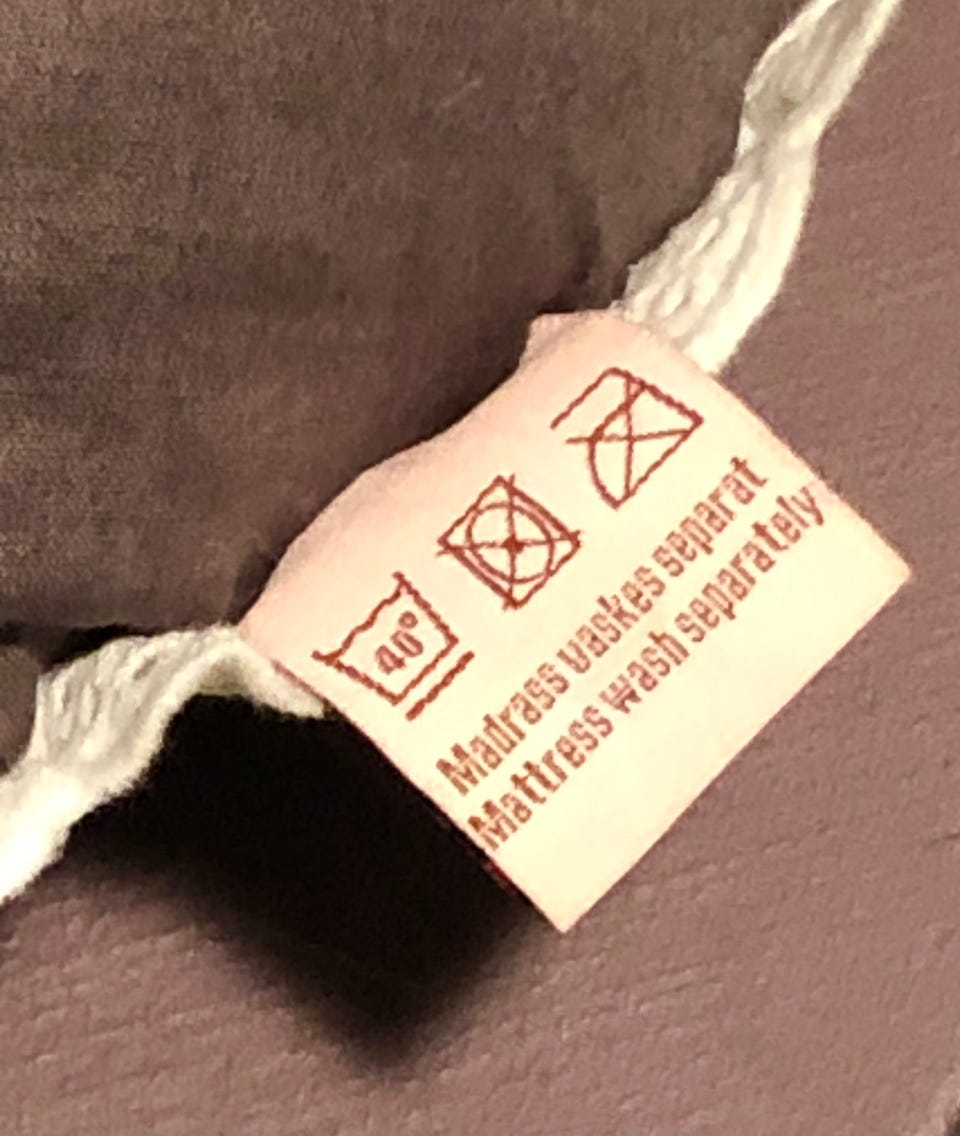 40°
Madrass vaskes separat
Mattress wash separately